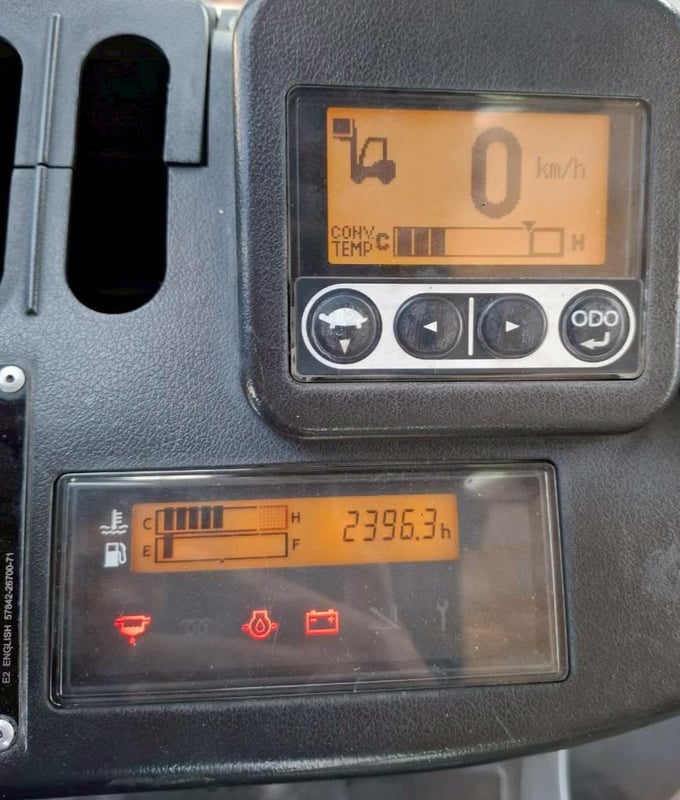 0 km/h
CONV. TEMP C H
ODO
C H
2396.3h
E F
E2 ENGLISH 57842-26700-71